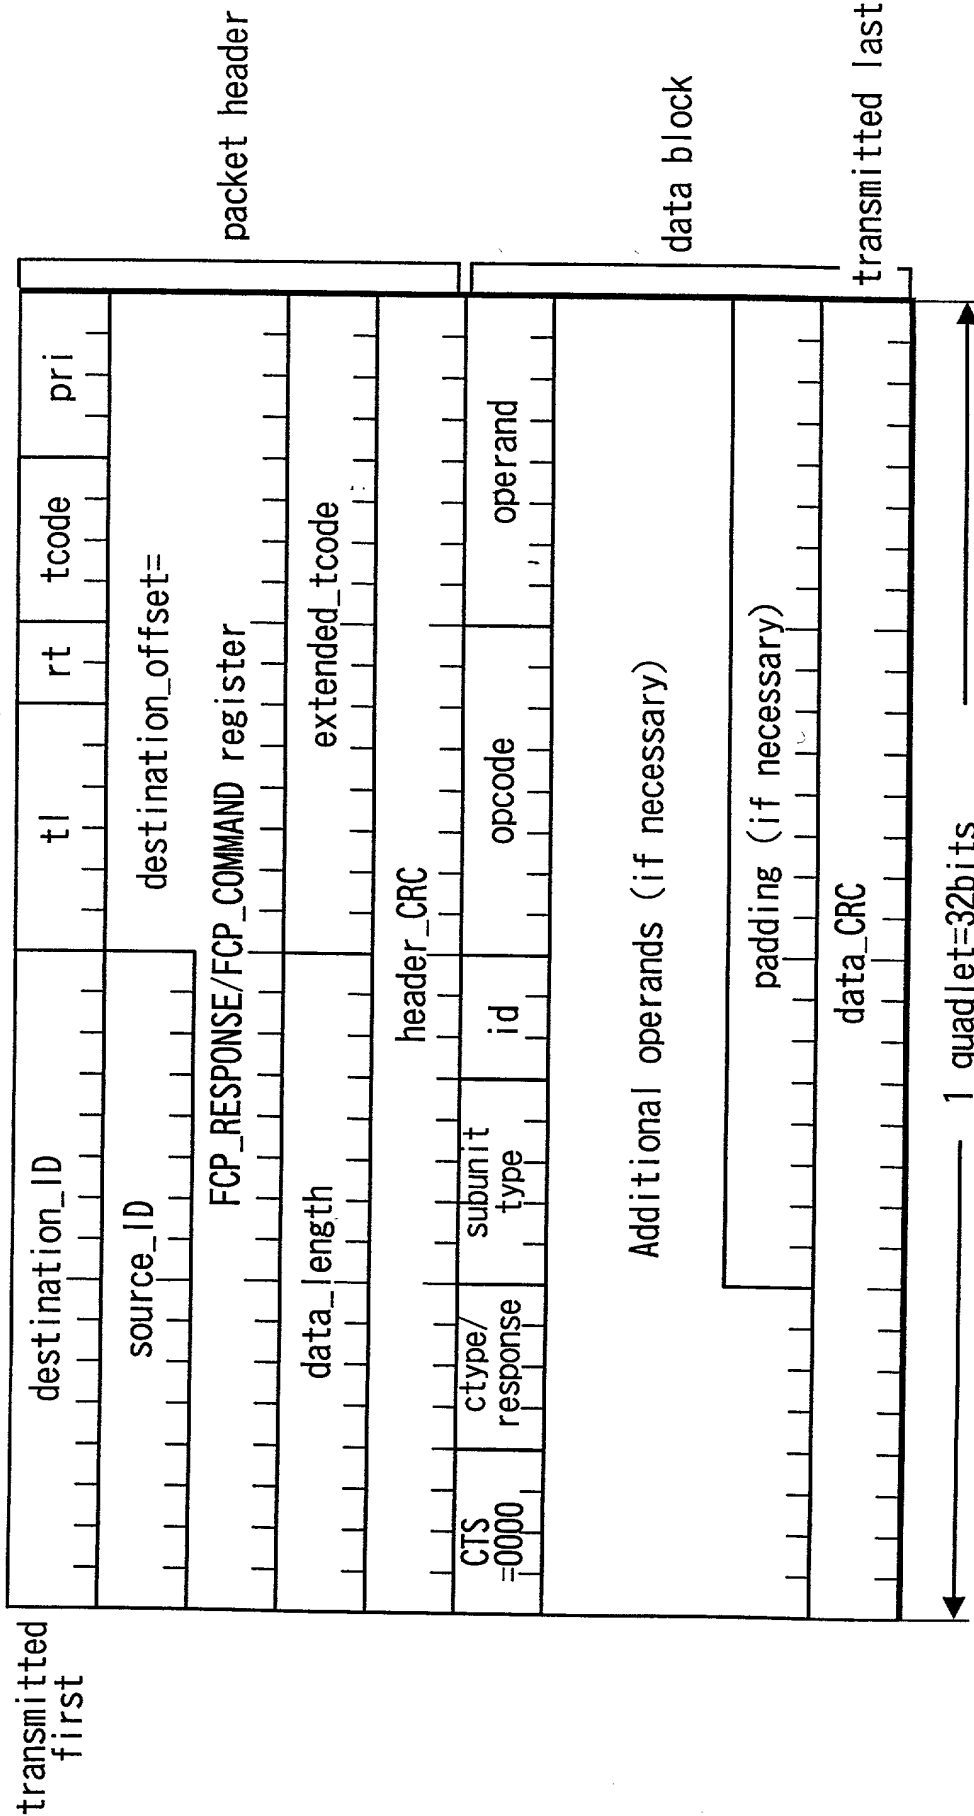 transmitted
first
destination_ID
tl
rt
tcode
pri
source_ID
destination_offset=
FCP_RESPONSE/FCP_COMMAND register
packet header
data_length
extended_tcode
header_CRC
CTS
=0000
ctype/
response
subunit
type
id
opcode
operand
Additional operands (if necessary)
data block
padding (if necessary)
data_CRC
transmitted last
1 quadlet=32bits